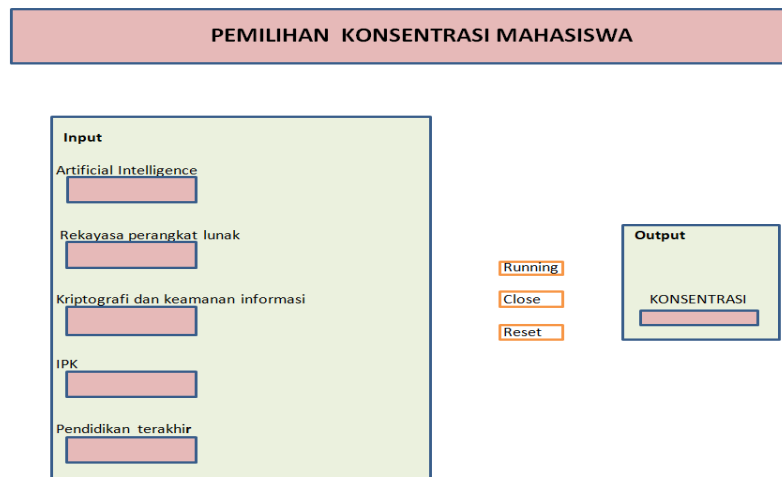 PEMILIHAN KONSENTRASI MAHASISWA
Input
Artificial Intelligence
Rekayasa perangkat lunak
Kriptografi dan keamanan informasi
IPK
Pendidikan terakhir
Running
Close
Reset
Output
KONSENTRASI